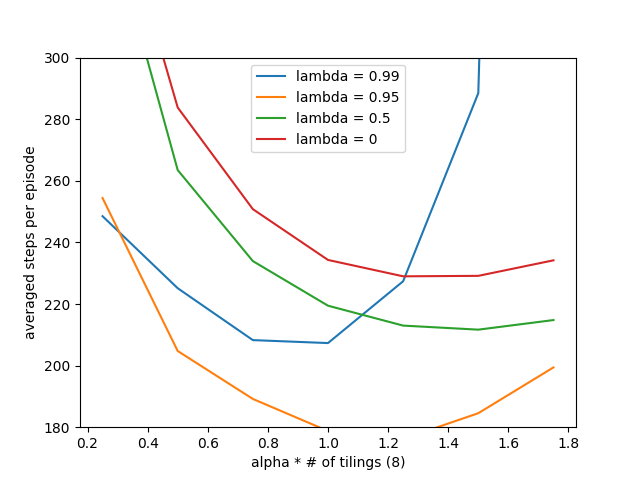 300
280
260
240
220
200
180
averaged steps per episode
lambda = 0.99
lambda = 0.95
lambda = 0.5
lambda = 0
0.2 0.4 0.6 0.8 1.0 1.2 1.4 1.6 1.8
alpha * # of tilings (8)